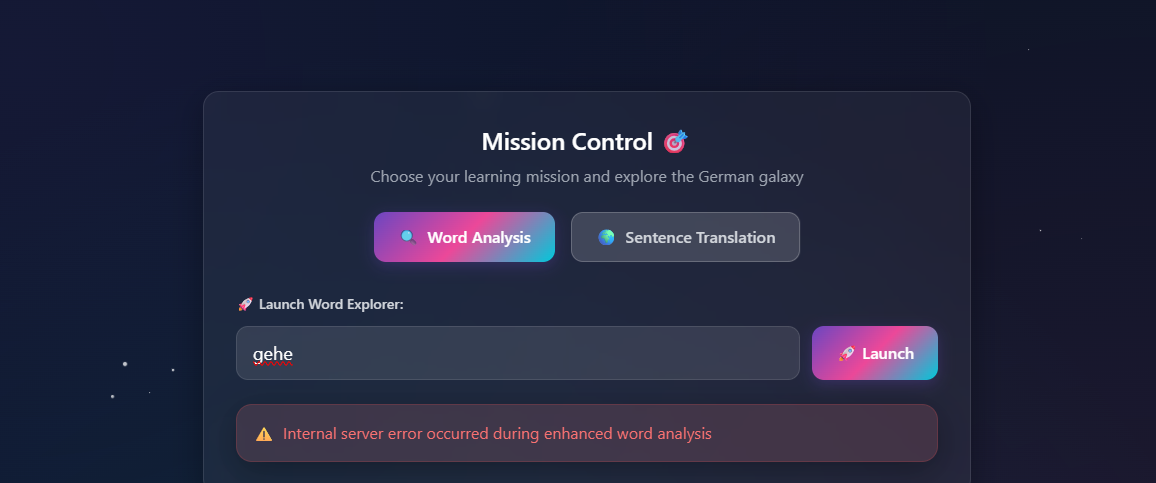 Mission Control 🎯
Choose your learning mission and explore the German galaxy
🔍 Word Analysis 🌍 Sentence Translation
🚀 Launch Word Explorer:
gehe 🚀 Launch
⚠️ Internal server error occurred during enhanced word analysis